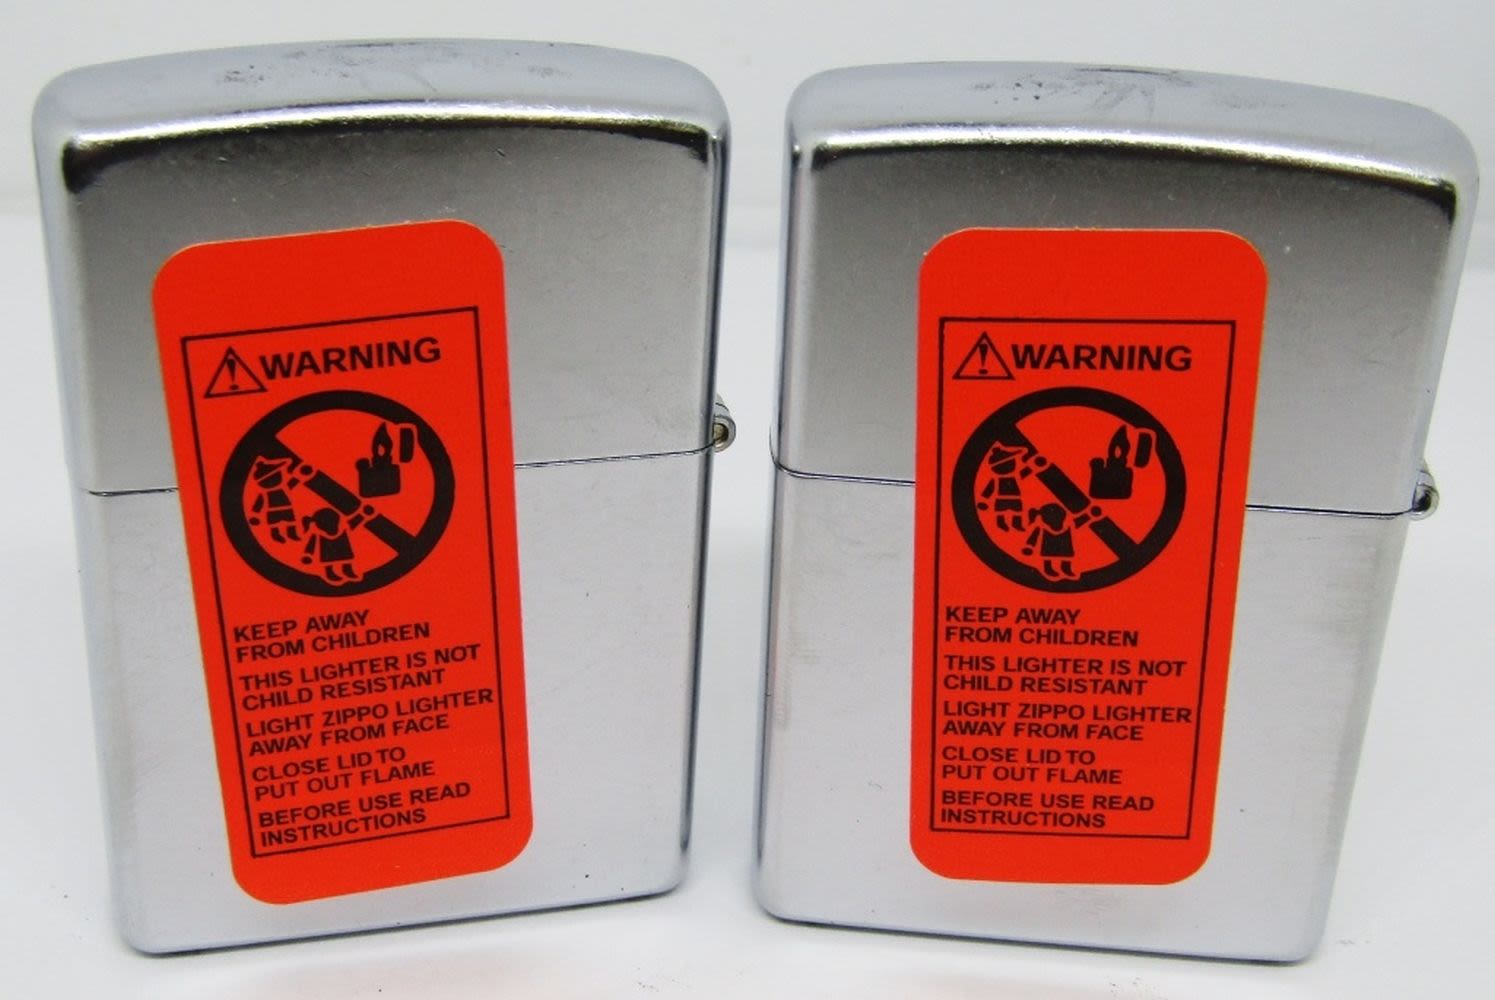 WARNING
KEEP AWAY
FROM CHILDREN
THIS LIGHTER IS NOT
CHILD RESISTANT
LIGHT ZIPPO LIGHTER
AWAY FROM FACE
CLOSE LID TO
PUT OUT FLAME
BEFORE USE READ
INSTRUCTIONS
WARNING
KEEP AWAY
FROM CHILDREN
THIS LIGHTER IS NOT
CHILD RESISTANT
LIGHT ZIPPO LIGHTER
AWAY FROM FACE
CLOSE LID TO
PUT OUT FLAME
BEFORE USE READ
INSTRUCTIONS